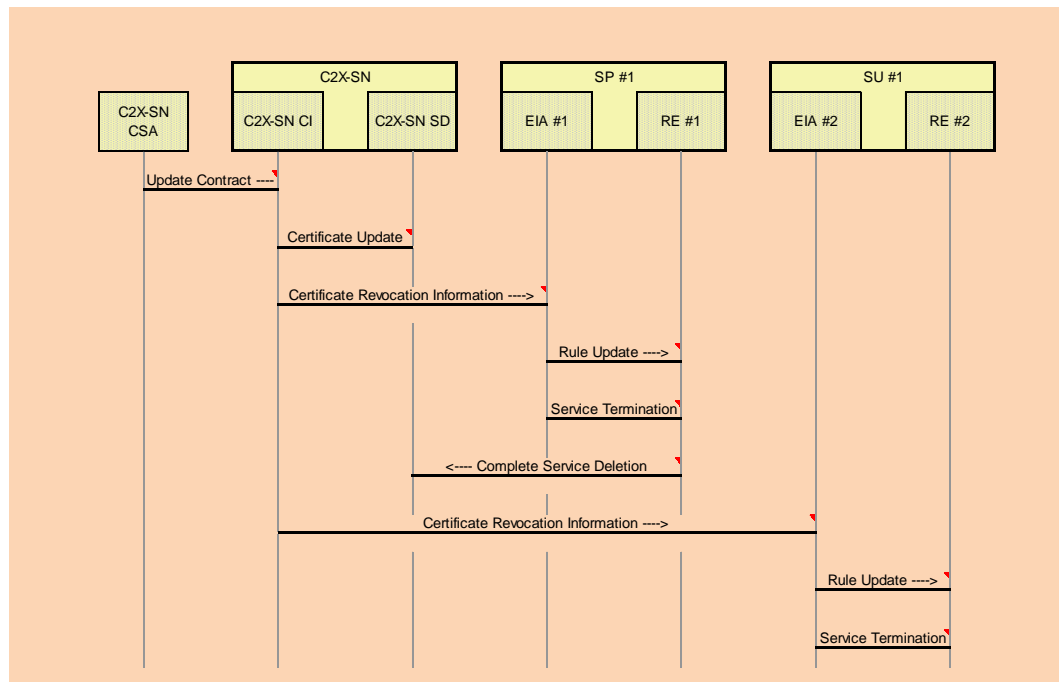 C2X-SN
SP #1
SU #1
C2X-SN
CSA
C2X-SN CI
C2X-SN SD
EIA #1
RE #1
EIA #2
RE #2
Update Contract ----
Certificate Update
Certificate Revocation Information ---->
Rule Update ---->
Service Termination
<---- Complete Service Deletion
Certificate Revocation Information ---->
Rule Update ---->
Service Termination